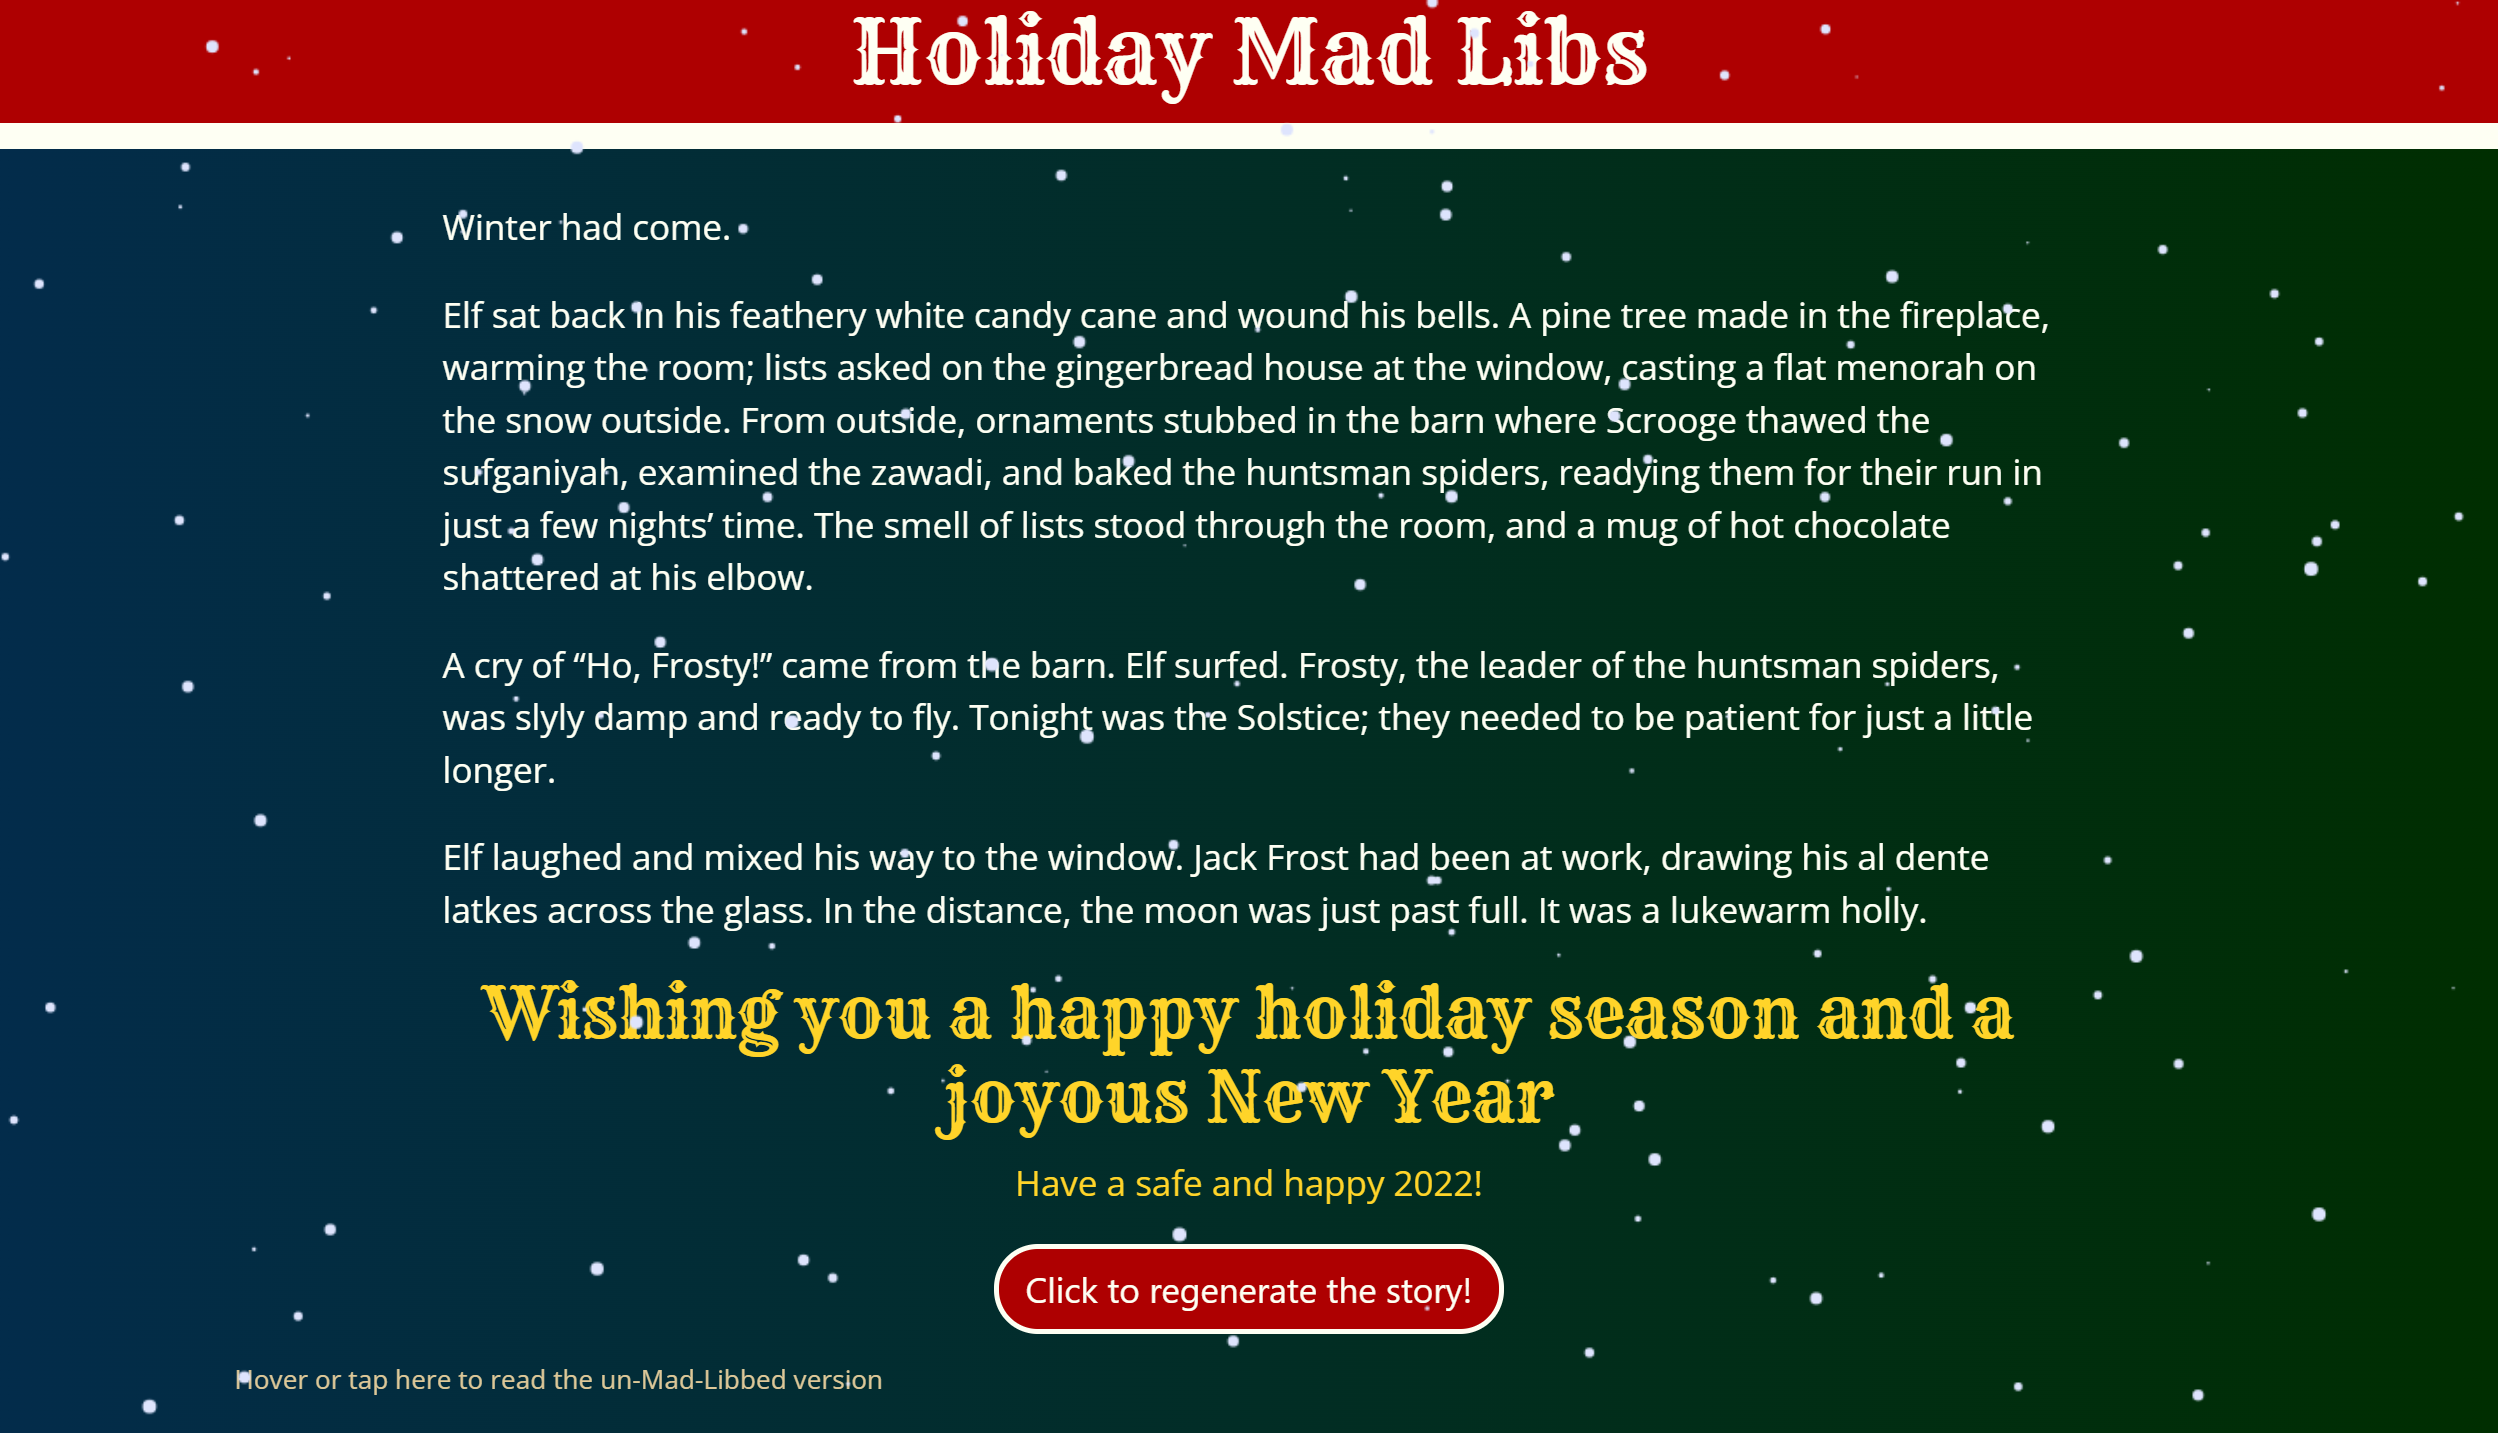 Holiday Mad Libs
Winter had come.
Elf sat back in his feathery white candy cane and wound his bells. A pine tree made in the fireplace,
warming the room; lists asked on the gingerbread house at the window, casting a flat menorah on
the snow outside. From outside, ornaments stubbed in the barn where Scrooge thawed the
sufganiyah, examined the zawadi, and baked the huntsman spiders, readying them for their run in
just a few nights’ time. The smell of lists stood through the room, and a mug of hot chocolate
shattered at his elbow.
A cry of “Ho, Frosty!” came from the barn. Elf surfed. Frosty, the leader of the huntsman spiders,
was slyly damp and ready to fly. Tonight was the Solstice; they needed to be patient for just a little
longer.
Elf laughed and mixed his way to the window. Jack Frost had been at work, drawing his al dente
latkes across the glass. In the distance, the moon was just past full. It was a lukewarm holly.
Wishing you a happy holiday season and a
joyous New Year
Have a safe and happy 2022!
Click to regenerate the story!
Hover or tap here to read the un-Mad-Libbed version